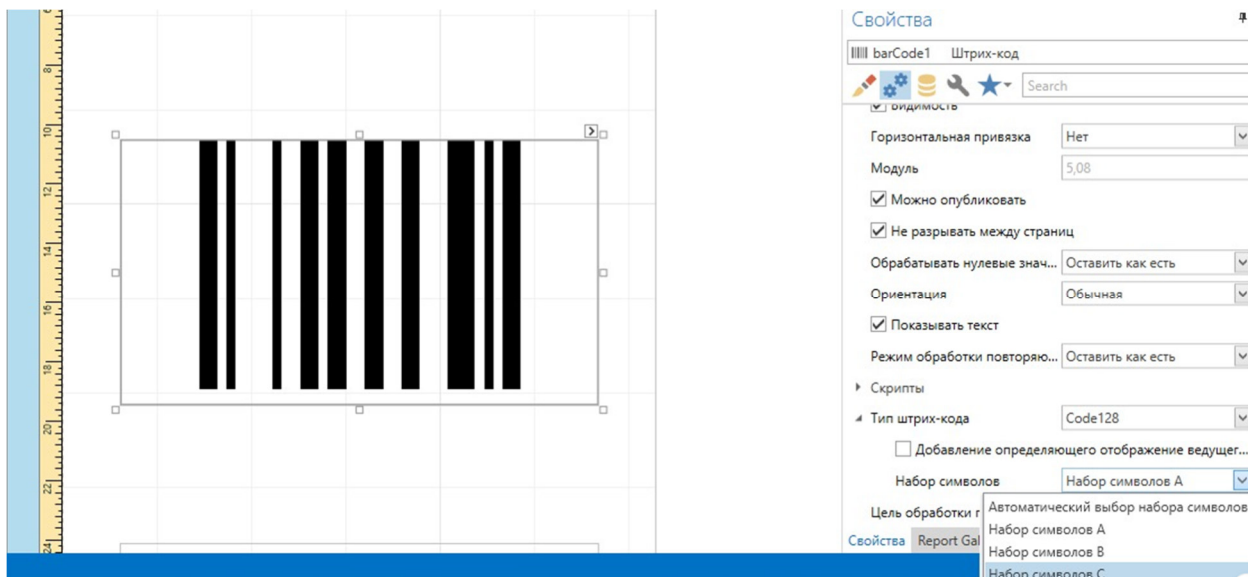 Свойства
barCode1 Штрих-код
Search
Видимость
Горизонтальная привязка Нет
Модуль 5,08
Можно опубликовать
Не разрывать между страниц
Обрабатывать нулевые знач... Оставить как есть
Ориентация Обычная
Показывать текст
Режим обработки повторяю... Оставить как есть
Скрипты
Тип штрих-кода Code128
Добавление определяющего отображение ведущег...
Набор символов Набор символов A
Цель обработки
Автоматический выбор набора символов
Набор символов A
Набор символов B
Набор символов C
Свойства Report Gal
8
10
12
14
16
18
20
22
24